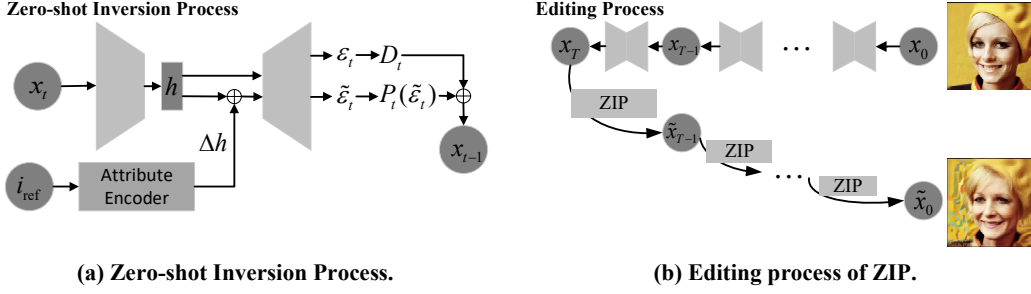 Zero-shot Inversion Process
x_t
h
Δh
i_ref
Attribute
Encoder
ε_t
D_t
ε̃_t
P_t(ε̃_t)
x_{t-1}
(a) Zero-shot Inversion Process.
Editing Process
x_T
x_{T-1}
...
x_0
ZIP
x̃_{T-1}
ZIP
...
ZIP
x̃_0
(b) Editing process of ZIP.